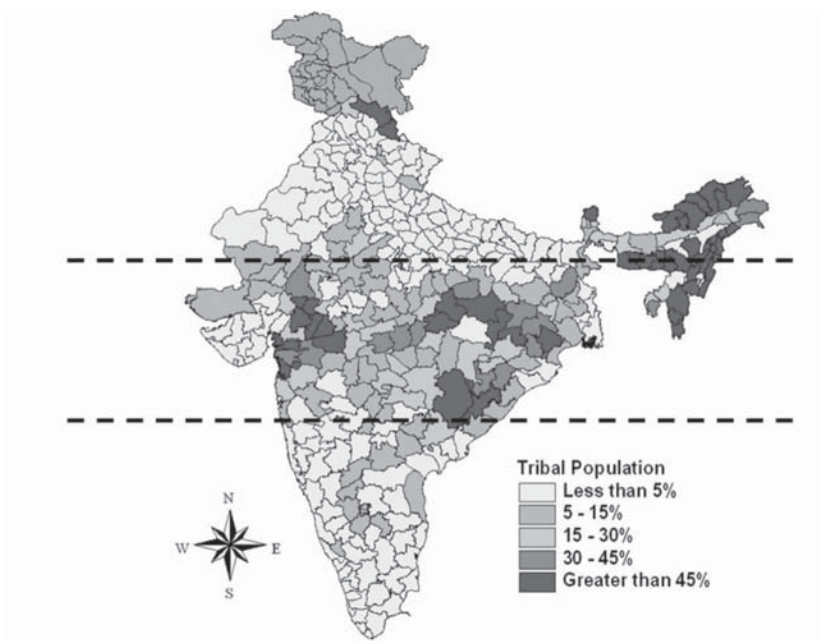 Tribal Population
Less than 5%
5 - 15%
15 - 30%
30 - 45%
Greater than 45%
N
W E
S